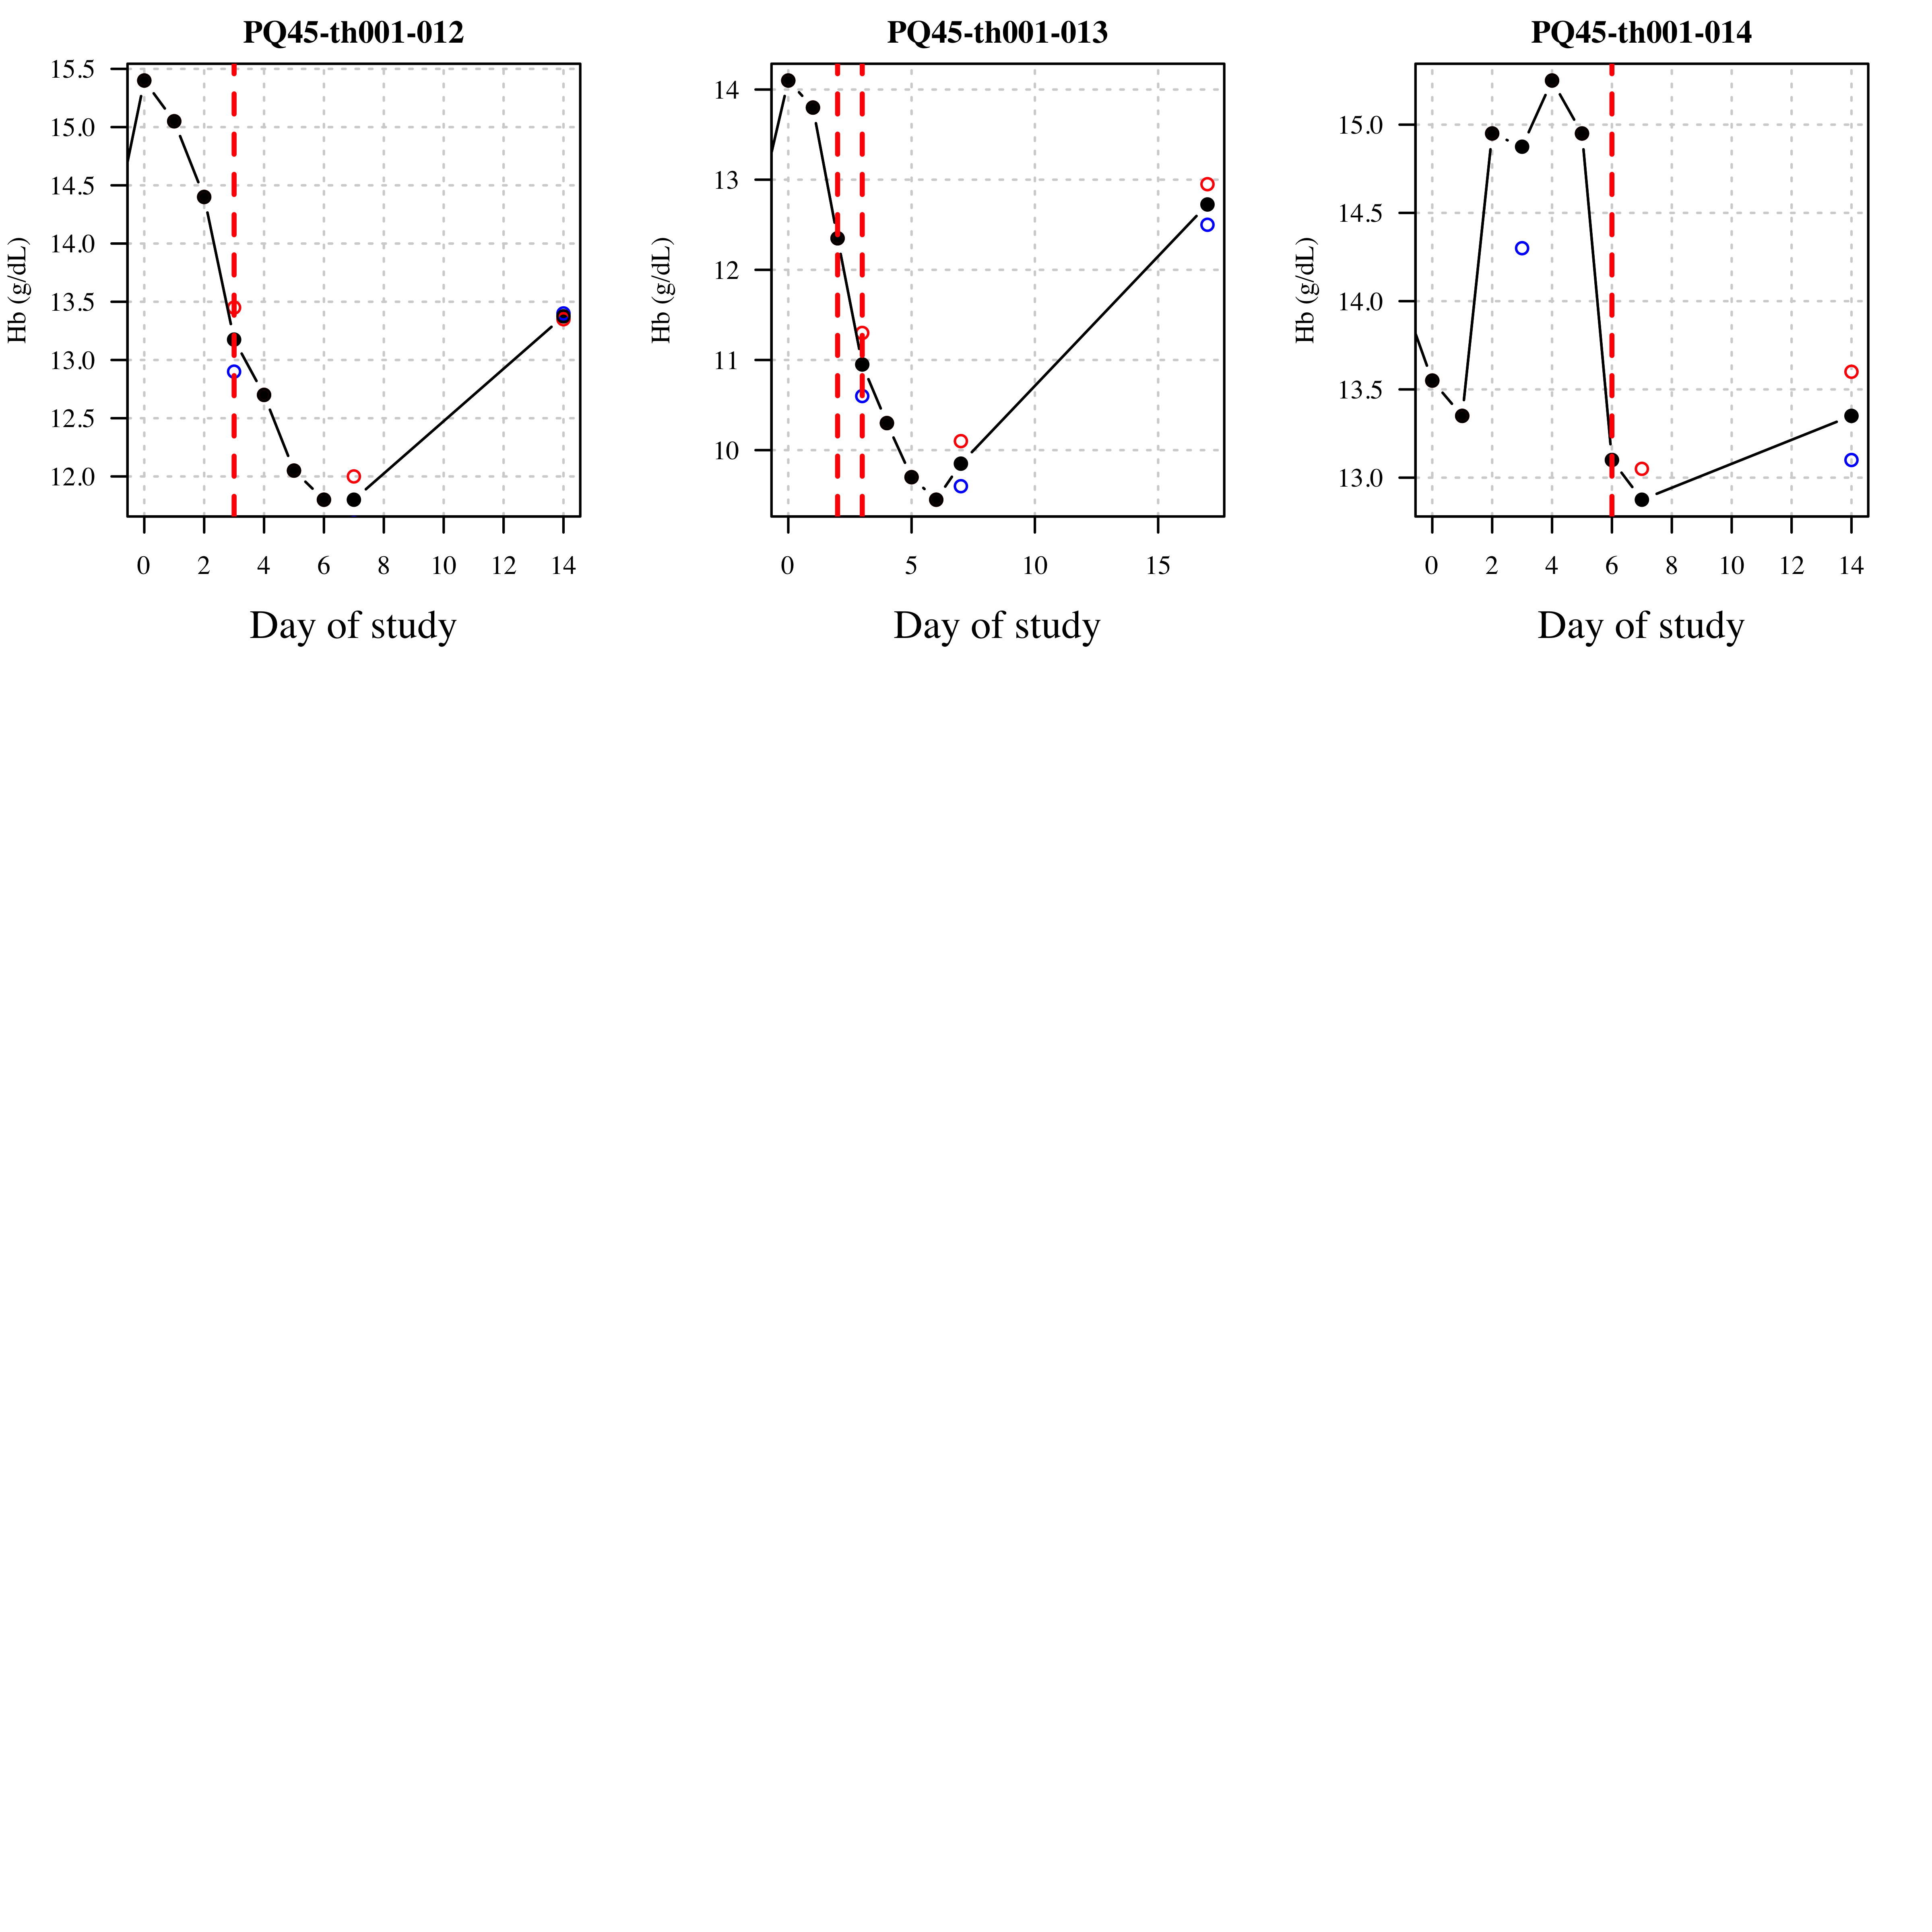 PQ45-th001-012
15.5
15.0
14.5
14.0
13.5
13.0
12.5
12.0
Hb (g/dL)
0 2 4 6 8 10 12 14
Day of study
PQ45-th001-013
14
13
12
11
10
Hb (g/dL)
0 5 10 15
Day of study
PQ45-th001-014
15.0
14.5
14.0
13.5
13.0
Hb (g/dL)
0 2 4 6 8 10 12 14
Day of study